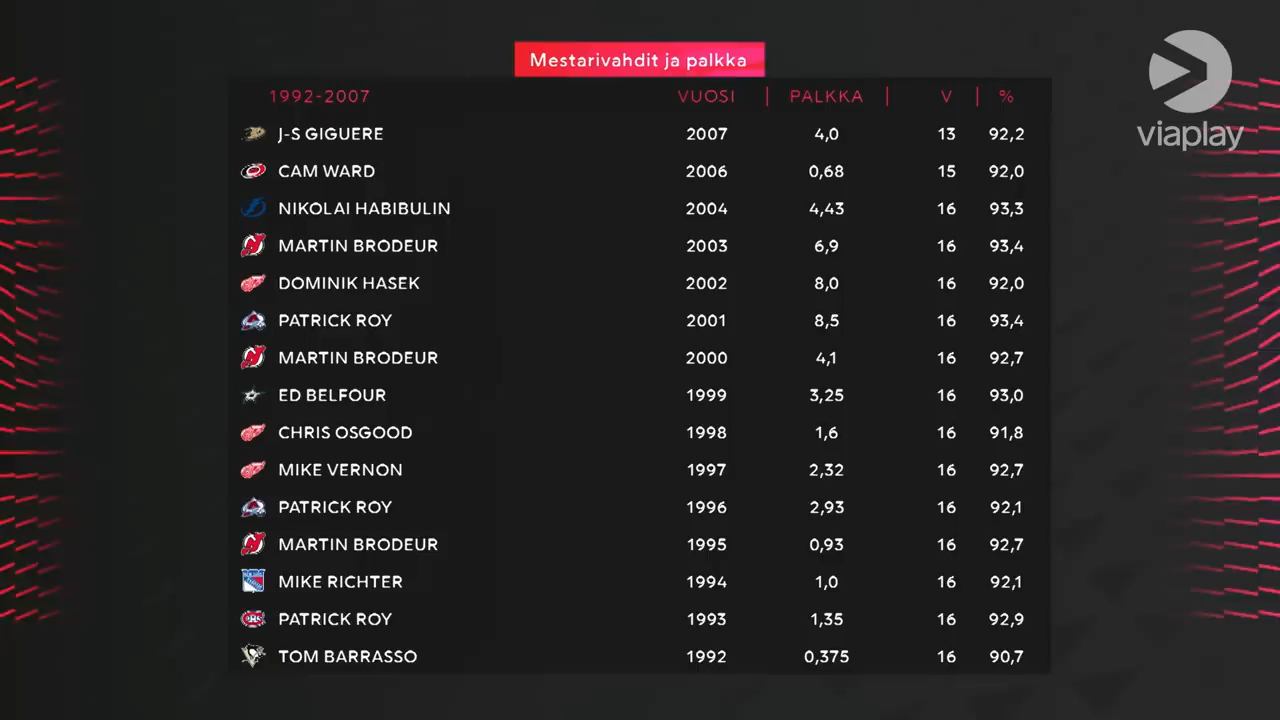 Mestarivahdit ja palkka
viaplay
1992-2007 VUOSI | PALKKA | V | %
J-S GIGUERE 2007 4,0 13 92,2
CAM WARD 2006 0,68 15 92,0
NIKOLAI HABIBULIN 2004 4,43 16 93,3
MARTIN BRODEUR 2003 6,9 16 93,4
DOMINIK HASEK 2002 8,0 16 92,0
PATRICK ROY 2001 8,5 16 93,4
MARTIN BRODEUR 2000 4,1 16 92,7
ED BELFOUR 1999 3,25 16 93,0
CHRIS OSGOOD 1998 1,6 16 91,8
MIKE VERNON 1997 2,32 16 92,7
PATRICK ROY 1996 2,93 16 92,1
MARTIN BRODEUR 1995 0,93 16 92,7
MIKE RICHTER 1994 1,0 16 92,1
PATRICK ROY 1993 1,35 16 92,9
TOM BARRASSO 1992 0,375 16 90,7